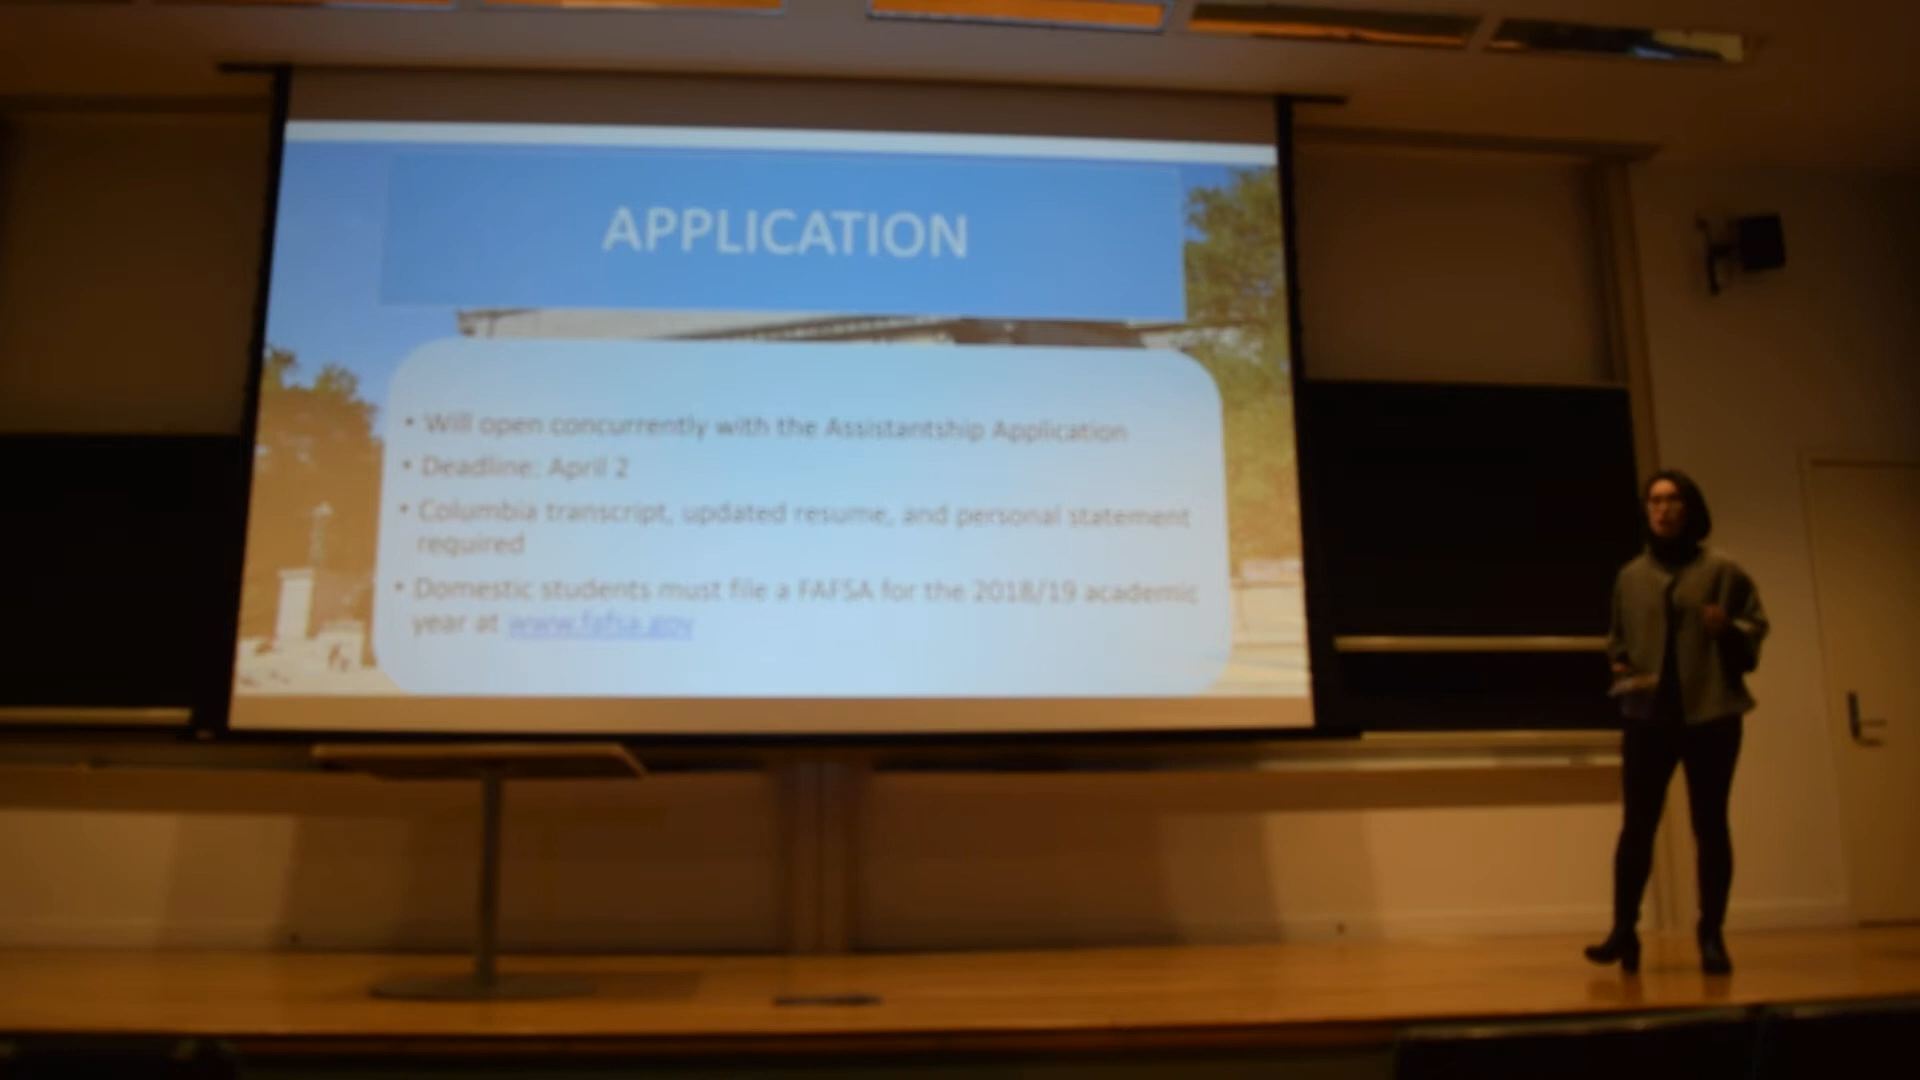 APPLICATION
• Will open concurrently with the Assistantship Application
• Deadline: April 2
• Columbia transcript, updated resume, and personal statement
required
• Domestic students must file a FAFSA for the 2018/19 academic
year at www.fafsa.gov